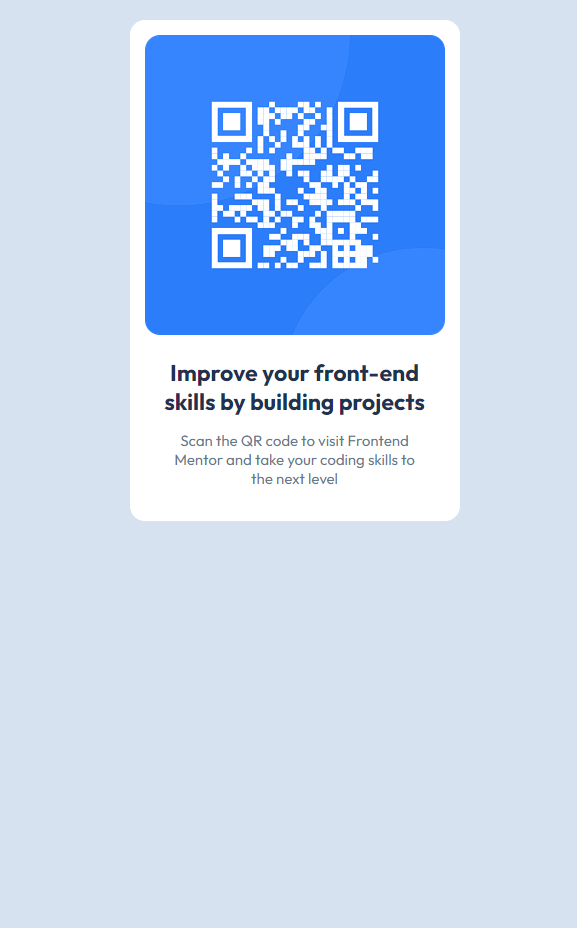 Improve your front-end
skills by building projects
Scan the QR code to visit Frontend
Mentor and take your coding skills to
the next level